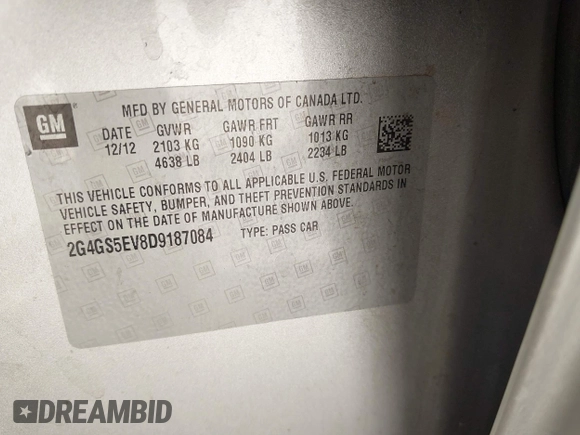 GM
MFD BY GENERAL MOTORS OF CANADA LTD.
DATE GVWR GAWR FRT GAWR RR
12/12 2103 KG 1090 KG 1013 KG
4638 LB 2404 LB 2234 LB
THIS VEHICLE CONFORMS TO ALL APPLICABLE U.S. FEDERAL MOTOR
VEHICLE SAFETY, BUMPER, AND THEFT PREVENTION STANDARDS IN
EFFECT ON THE DATE OF MANUFACTURE SHOWN ABOVE.
2G4GS5EV8D9187084 TYPE: PASS CAR
DREAMBID